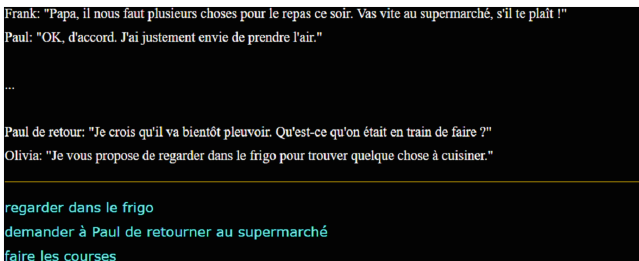 Frank: "Papa, il nous faut plusieurs choses pour le repas ce soir. Vas vite au supermarché, s'il te plaît !"
Paul: "OK, d'accord. J'ai justement envie de prendre l'air."
...
Paul de retour: "Je crois qu'il va bientôt pleuvoir. Qu'est-ce qu'on était en train de faire ?"
Olivia: "Je vous propose de regarder dans le frigo pour trouver quelque chose à cuisiner."
regarder dans le frigo
demander à Paul de retourner au supermarché
faire les courses